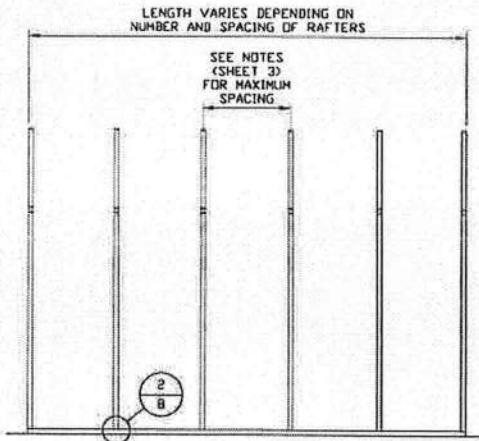 LENGTH VARIES DEPENDING ON
NUMBER AND SPACING OF RAFTERS
SEE NOTES
(SHEET 3)
FOR MAXIMUM
SPACING
2
8